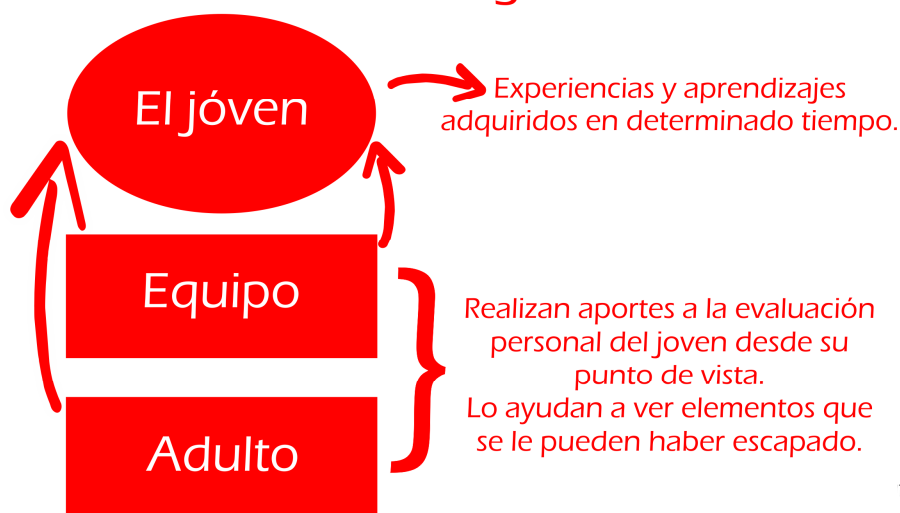 El jóven
Experiencias y aprendizajes
adquiridos en determinado tiempo.
Equipo
Realizan aportes a la evaluación
personal del joven desde su
punto de vista.
Lo ayudan a ver elementos que
se le pueden haber escapado.
Adulto